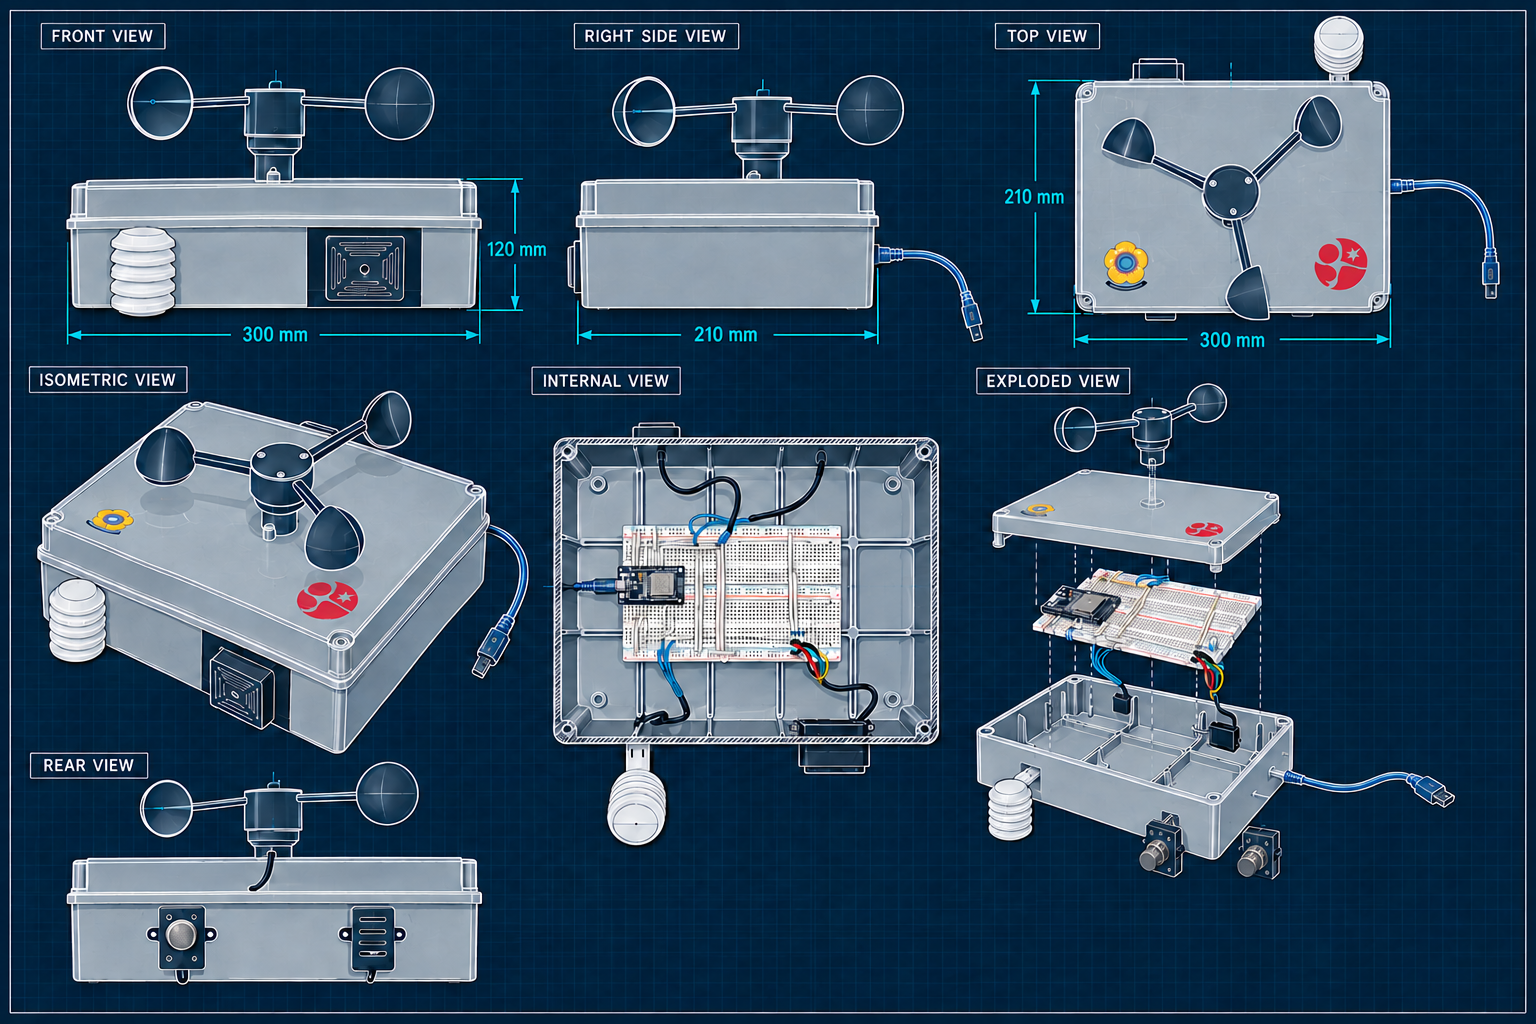 FRONT VIEW
RIGHT SIDE VIEW
TOP VIEW
120 mm
300 mm
210 mm
210 mm
300 mm
ISOMETRIC VIEW
INTERNAL VIEW
EXPLODED VIEW
REAR VIEW